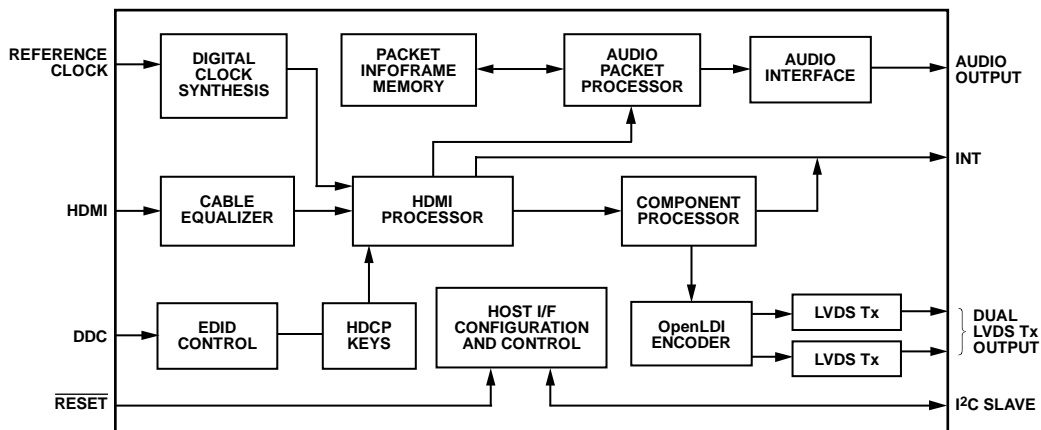 REFERENCE
CLOCK
DIGITAL
CLOCK
SYNTHESIS
PACKET
INFOFRAME
MEMORY
AUDIO
PACKET
PROCESSOR
AUDIO
INTERFACE
AUDIO
OUTPUT
INT
HDMI
CABLE
EQUALIZER
HDMI
PROCESSOR
COMPONENT
PROCESSOR
DDC
EDID
CONTROL
HDCP
KEYS
HOST I/F
CONFIGURATION
AND CONTROL
OpenLDI
ENCODER
LVDS Tx
LVDS Tx
DUAL
LVDS Tx
OUTPUT
RESET
I²C SLAVE